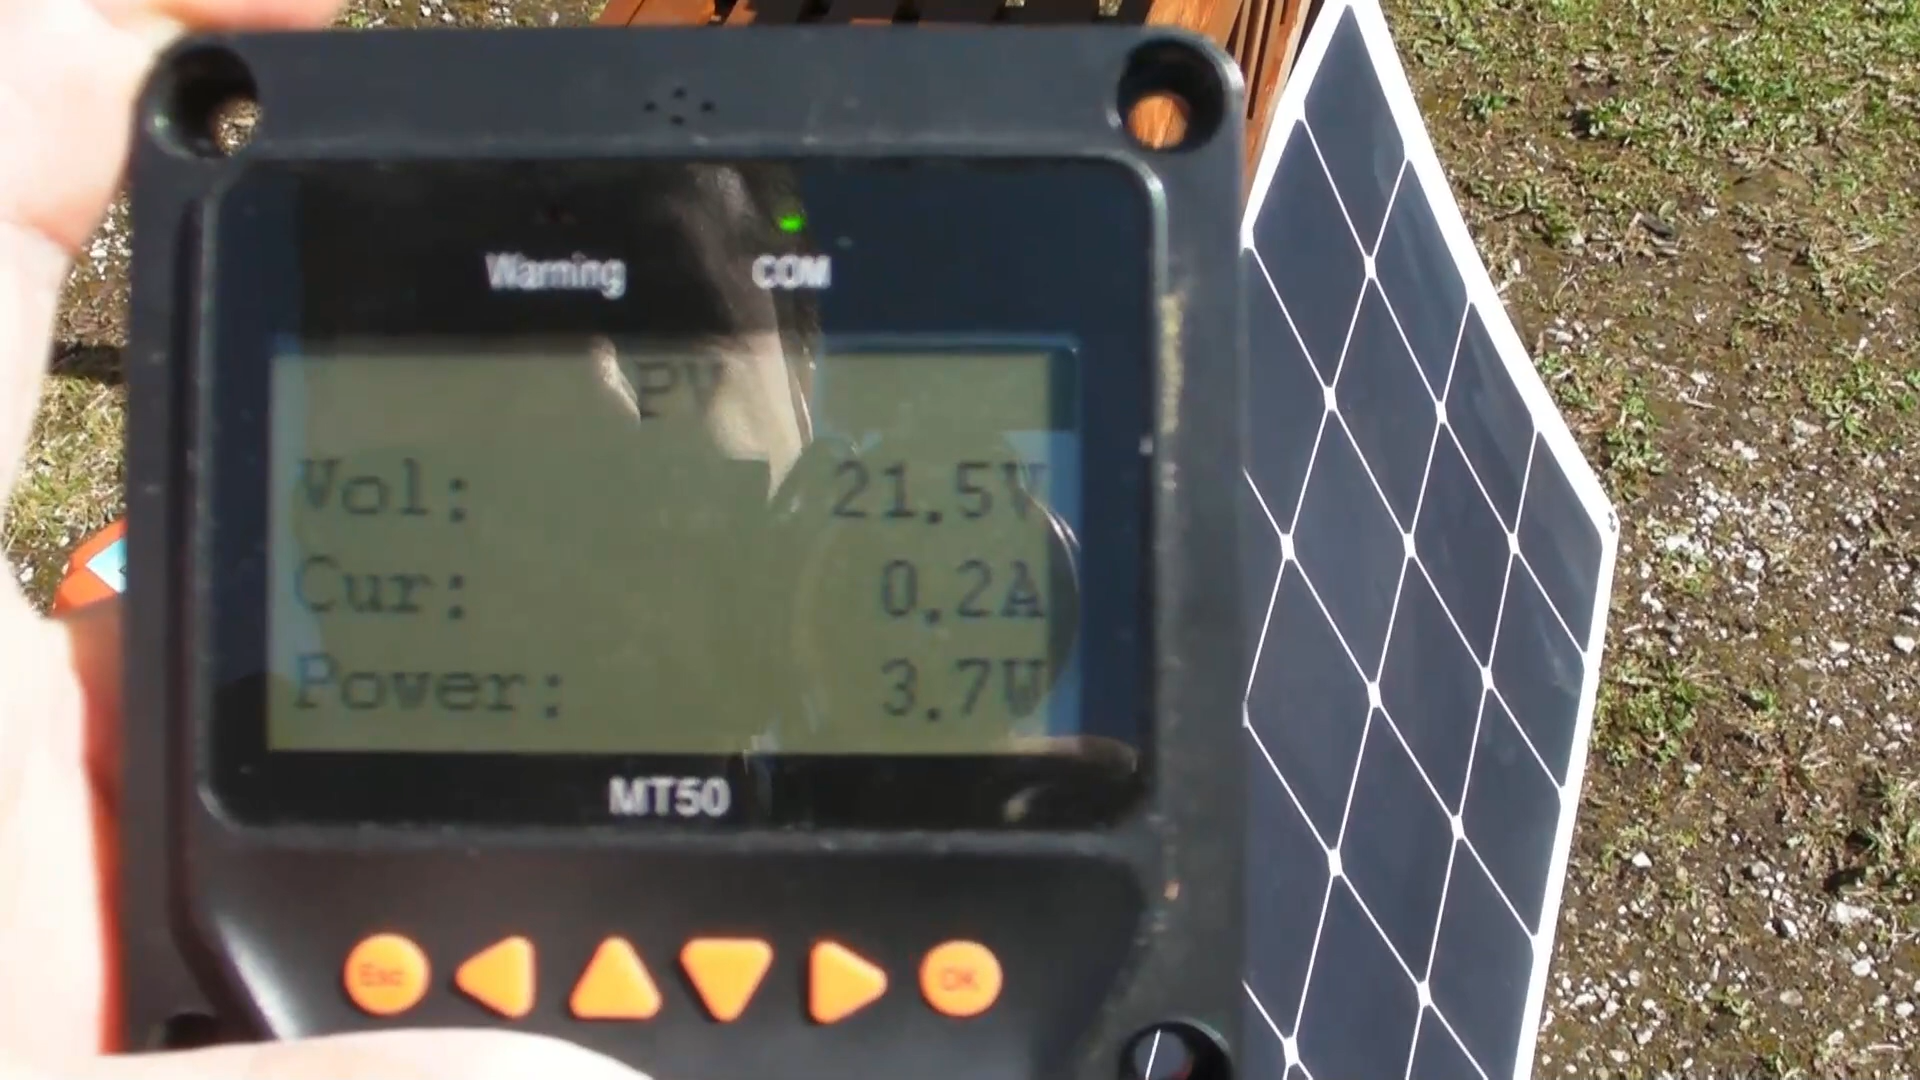 Warning COM
PV
Vol: 21.5V
Cur: 0.2A
Power: 3.7W
MT50
Esc OK